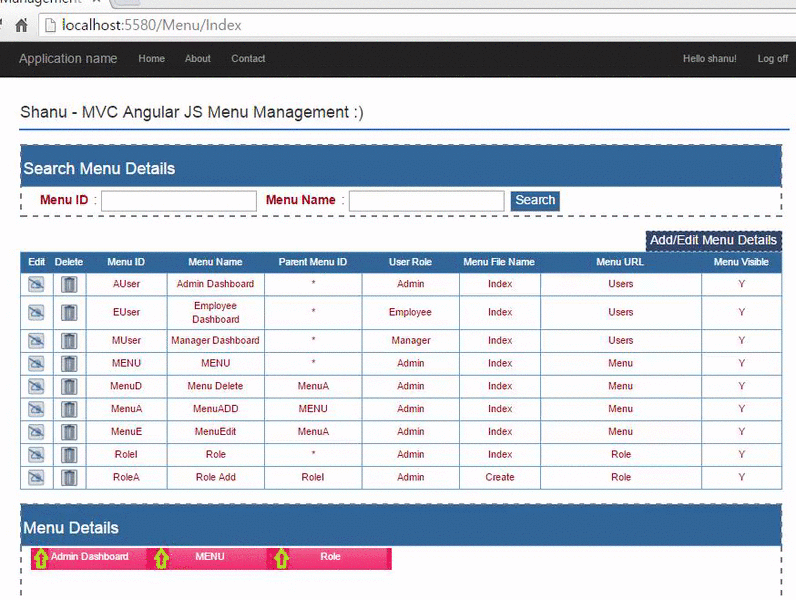 Management
localhost:5580/Menu/Index
Application name Home About Contact Hello shanu! Log off
Shanu - MVC Angular JS Menu Management :)
Search Menu Details
Menu ID : Menu Name : Search
Add/Edit Menu Details
Edit Delete Menu ID Menu Name Parent Menu ID User Role Menu File Name Menu URL Menu Visible
AUser Admin Dashboard * Admin Index Users Y
EUser Employee Dashboard * Employee Index Users Y
MUser Manager Dashboard * Manager Index Users Y
MENU MENU * Admin Index Menu Y
MenuD Menu Delete MenuA Admin Index Menu Y
MenuA MenuADD MENU Admin Index Menu Y
MenuE MenuEdit MenuA Admin Index Menu Y
RoleI Role * Admin Index Role Y
RoleA Role Add RoleI Admin Create Role Y
Menu Details
Admin Dashboard MENU Role